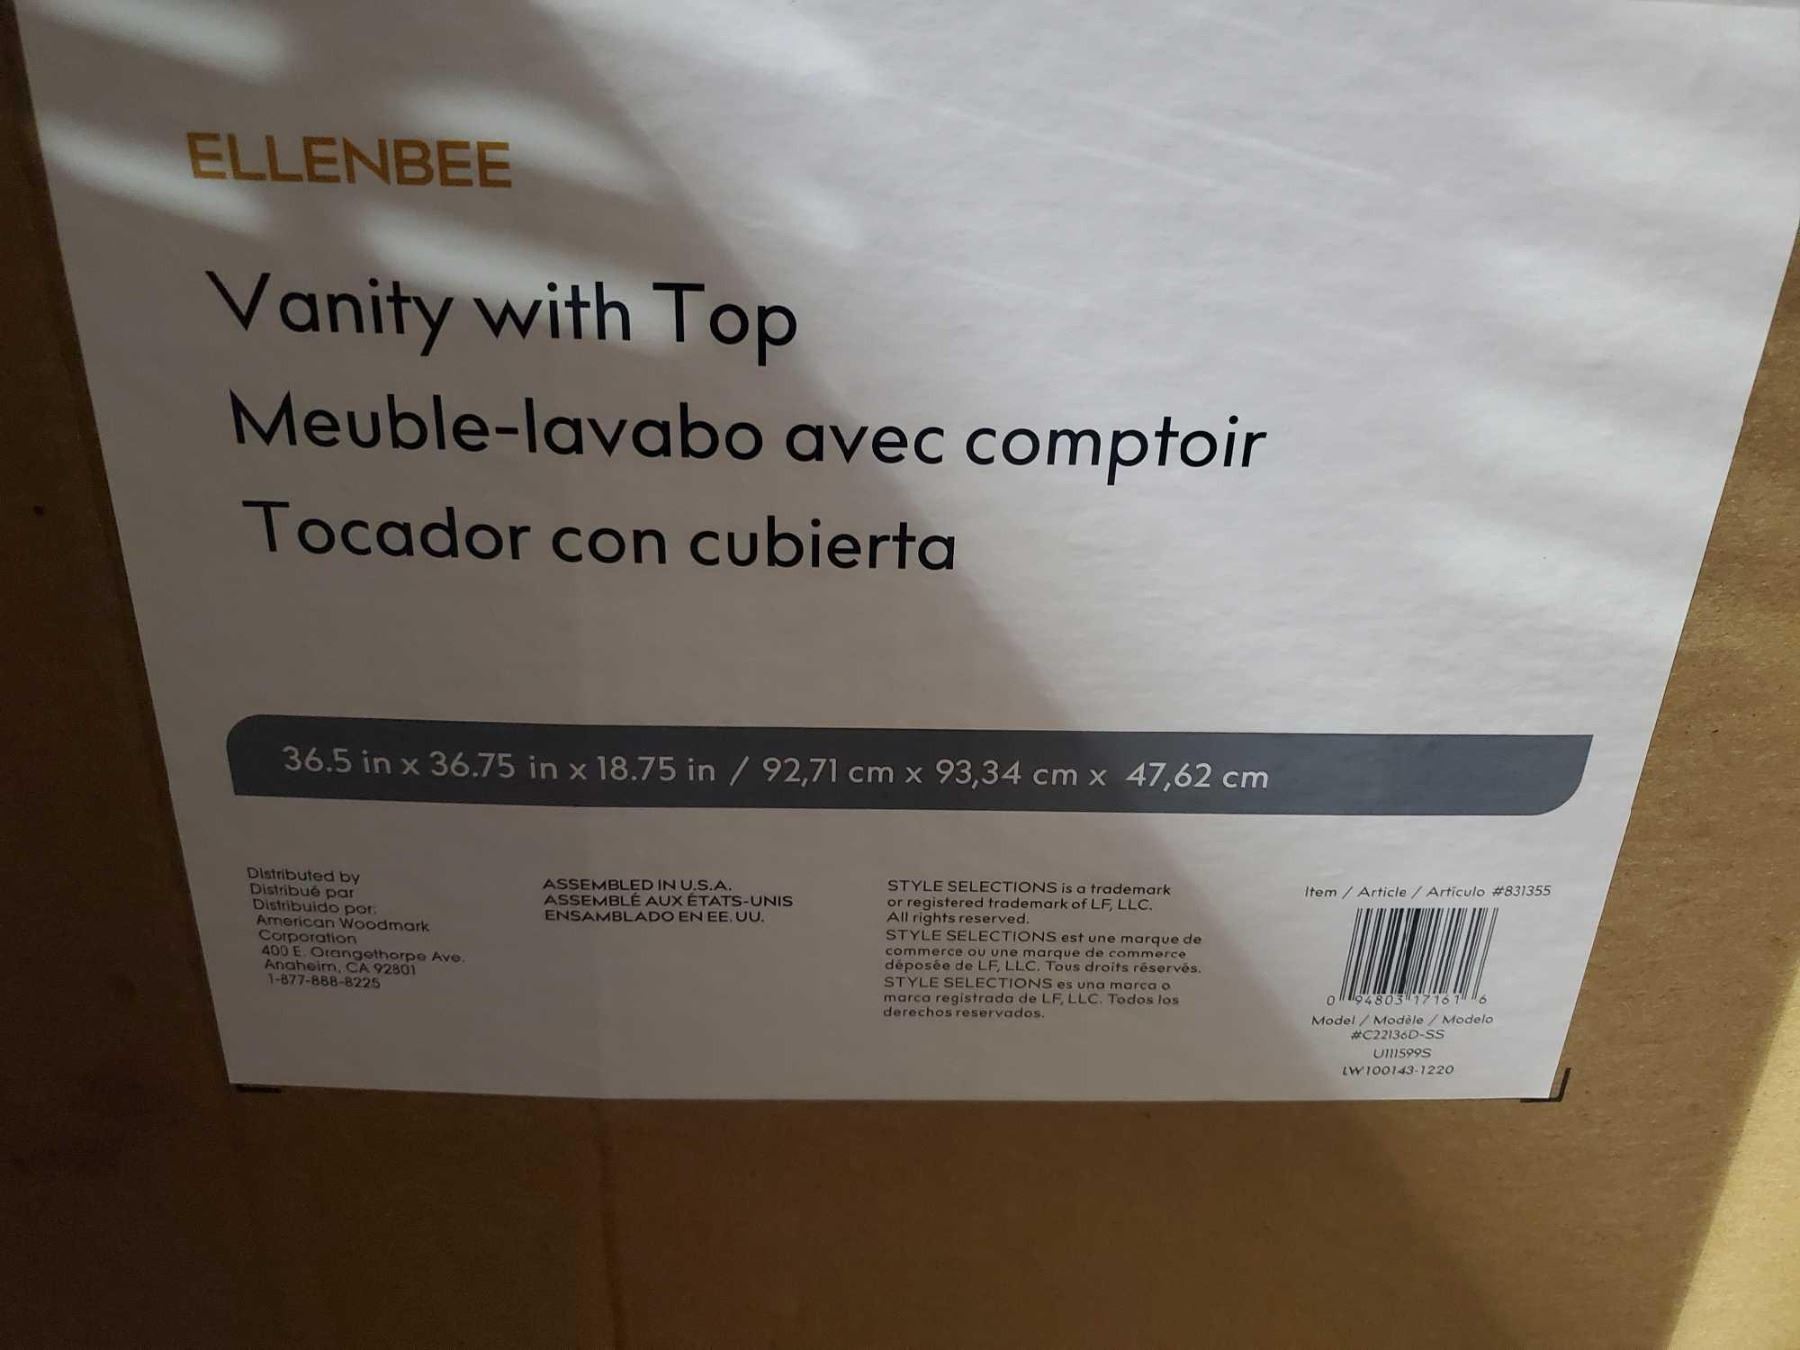 ELLENBEE
Vanity with Top
Meuble-lavabo avec comptoir
Tocador con cubierta
36.5 in x 36.75 in x 18.75 in / 92,71 cm x 93,34 cm x 47,62 cm
Distributed by
Distribué par
Distribuido por:
American Woodmark
Corporation
400 E. Orangethorpe Ave.
Anaheim, CA 92801
1-877-888-8225
ASSEMBLED IN U.S.A.
ASSEMBLÉ AUX ÉTATS-UNIS
ENSAMBLADO EN EE. UU.
STYLE SELECTIONS is a trademark
or registered trademark of LF, LLC.
All rights reserved.
STYLE SELECTIONS est une marque de
commerce ou une marque de commerce
déposée de LF, LLC. Tous droits réservés.
STYLE SELECTIONS es una marca o
marca registrada de LF, LLC. Todos los
derechos reservados.
Item / Article / Artículo #831355
0 94803 17161 6
Model / Modèle / Modelo
#C22136D-SS
U111599S
LW100143-1220